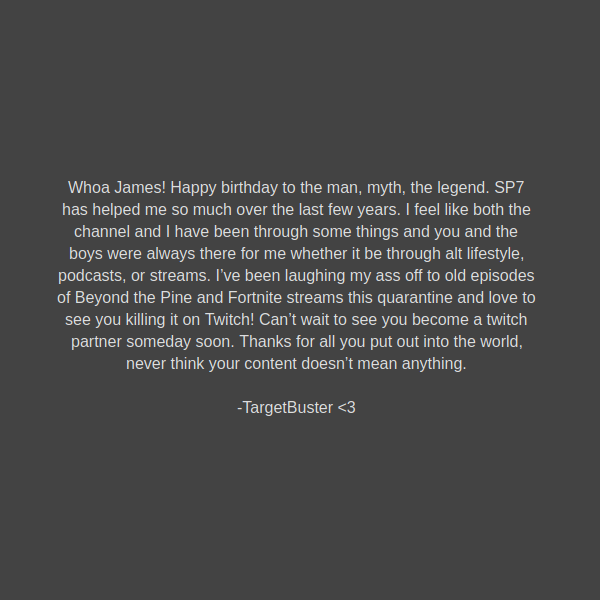 Whoa James! Happy birthday to the man, myth, the legend. SP7
has helped me so much over the last few years. I feel like both the
channel and I have been through some things and you and the
boys were always there for me whether it be through alt lifestyle,
podcasts, or streams. I’ve been laughing my ass off to old episodes
of Beyond the Pine and Fortnite streams this quarantine and love to
see you killing it on Twitch! Can’t wait to see you become a twitch
partner someday soon. Thanks for all you put out into the world,
never think your content doesn’t mean anything.
-TargetBuster <3